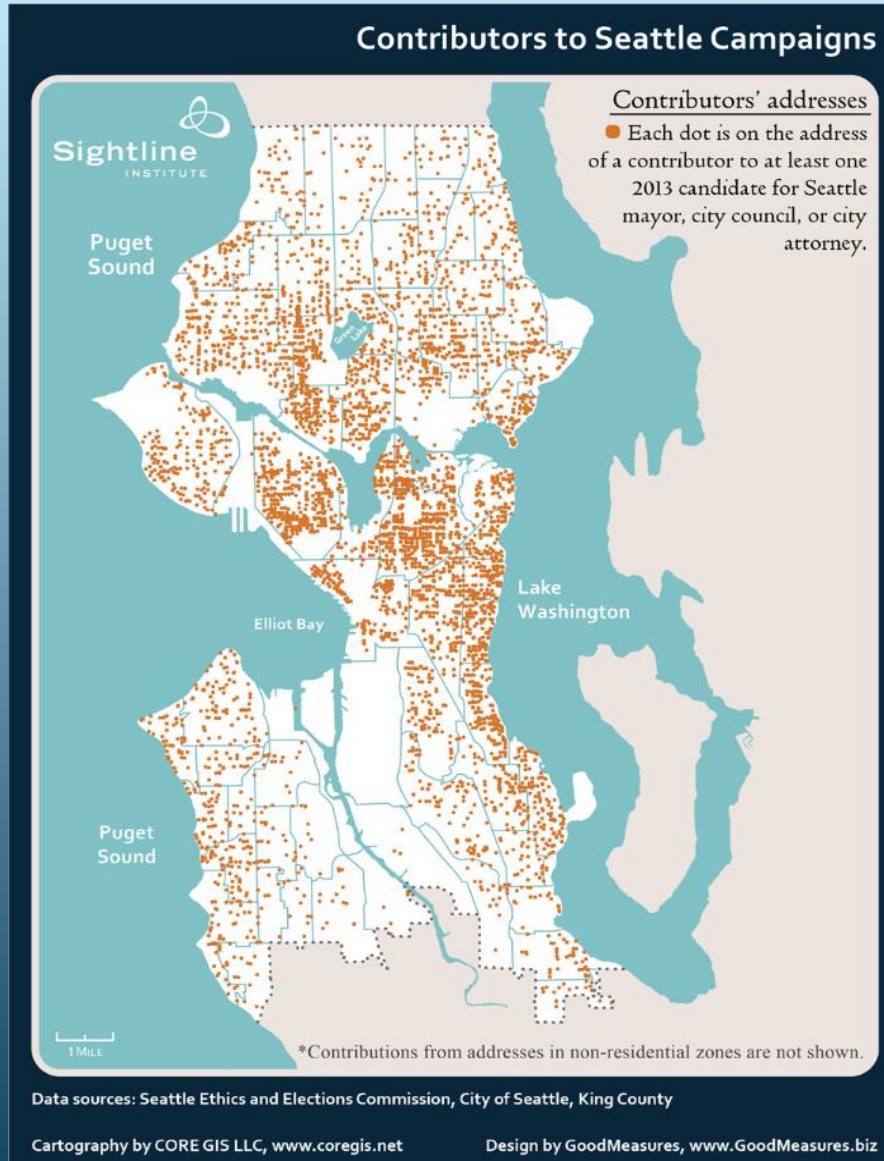 Contributors to Seattle Campaigns
Sightline
INSTITUTE
Contributors' addresses
Each dot is on the address
of a contributor to at least one
2013 candidate for Seattle
mayor, city council, or city
attorney.
Puget
Sound
Green
Lake
Lake
Washington
Elliot Bay
Puget
Sound
1 MILE
*Contributions from addresses in non-residential zones are not shown.
Data sources: Seattle Ethics and Elections Commission, City of Seattle, King County
Cartography by CORE GIS LLC, www.coregis.net
Design by GoodMeasures, www.GoodMeasures.biz